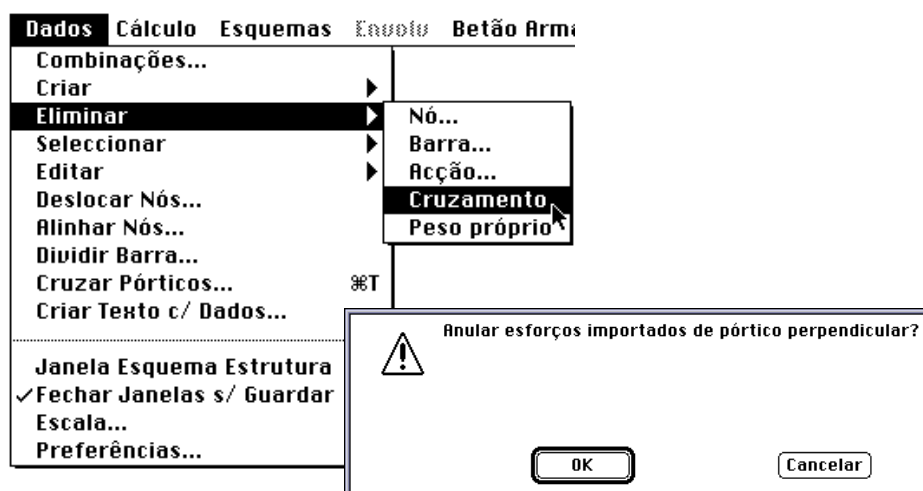 Dados Cálculo Esquemas Envolv Betão Arma
Combinações...
Criar
Eliminar
Seleccionar
Editar
Deslocar Nós...
Alinhar Nós...
Dividir Barra...
Cruzar Pórticos... ⌘T
Criar Texto c/ Dados...
Janela Esquema Estrutura
✓Fechar Janelas s/ Guardar
Escala...
Preferências...
Nó...
Barra...
Acção...
Cruzamento
Peso próprio
Anular esforços importados de pórtico perpendicular?
OK Cancelar